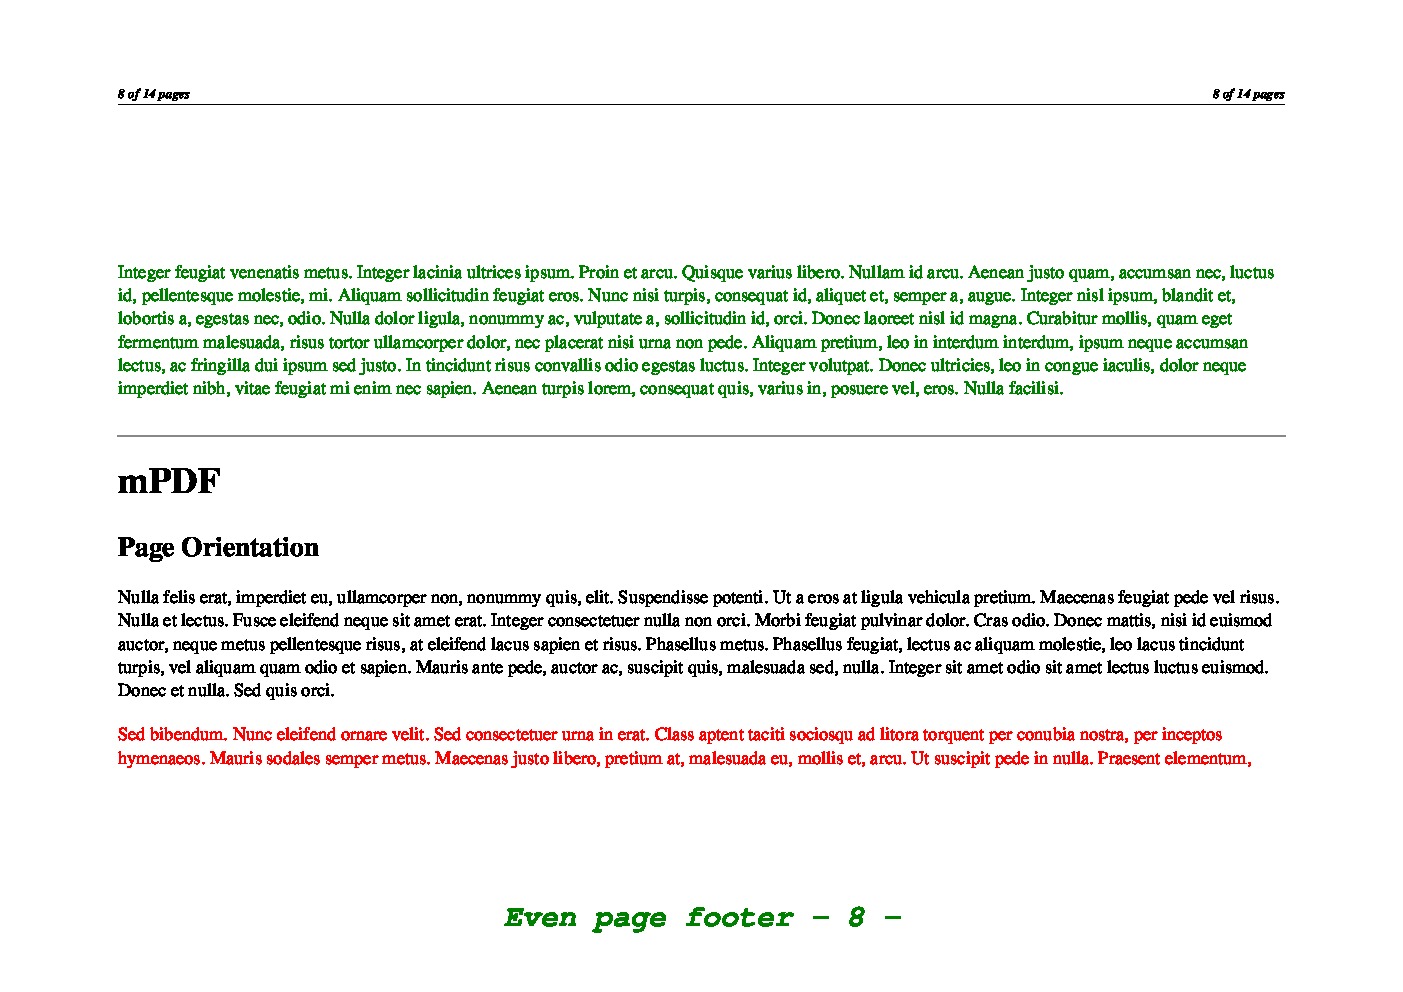 8 of 14 pages 8 of 14 pages
Integer feugiat venenatis metus. Integer lacinia ultrices ipsum. Proin et arcu. Quisque varius libero. Nullam id arcu. Aenean justo quam, accumsan nec, luctus
id, pellentesque molestie, mi. Aliquam sollicitudin feugiat eros. Nunc nisi turpis, consequat id, aliquet et, semper a, augue. Integer nisl ipsum, blandit et,
lobortis a, egestas nec, odio. Nulla dolor ligula, nonummy ac, vulputate a, sollicitudin id, orci. Donec laoreet nisl id magna. Curabitur mollis, quam eget
fermentum malesuada, risus tortor ullamcorper dolor, nec placerat nisi urna non pede. Aliquam pretium, leo in interdum interdum, ipsum neque accumsan
lectus, ac fringilla dui ipsum sed justo. In tincidunt risus convallis odio egestas luctus. Integer volutpat. Donec ultricies, leo in congue iaculis, dolor neque
imperdiet nibh, vitae feugiat mi enim nec sapien. Aenean turpis lorem, consequat quis, varius in, posuere vel, eros. Nulla facilisi.
mPDF
Page Orientation
Nulla felis erat, imperdiet eu, ullamcorper non, nonummy quis, elit. Suspendisse potenti. Ut a eros at ligula vehicula pretium. Maecenas feugiat pede vel risus.
Nulla et lectus. Fusce eleifend neque sit amet erat. Integer consectetuer nulla non orci. Morbi feugiat pulvinar dolor. Cras odio. Donec mattis, nisi id euismod
auctor, neque metus pellentesque risus, at eleifend lacus sapien et risus. Phasellus metus. Phasellus feugiat, lectus ac aliquam molestie, leo lacus tincidunt
turpis, vel aliquam quam odio et sapien. Mauris ante pede, auctor ac, suscipit quis, malesuada sed, nulla. Integer sit amet odio sit amet lectus luctus euismod.
Donec et nulla. Sed quis orci.
Sed bibendum. Nunc eleifend ornare velit. Sed consectetuer urna in erat. Class aptent taciti sociosqu ad litora torquent per conubia nostra, per inceptos
hymenaeos. Mauris sodales semper metus. Maecenas justo libero, pretium at, malesuada eu, mollis et, arcu. Ut suscipit pede in nulla. Praesent elementum,
Even page footer - 8 -